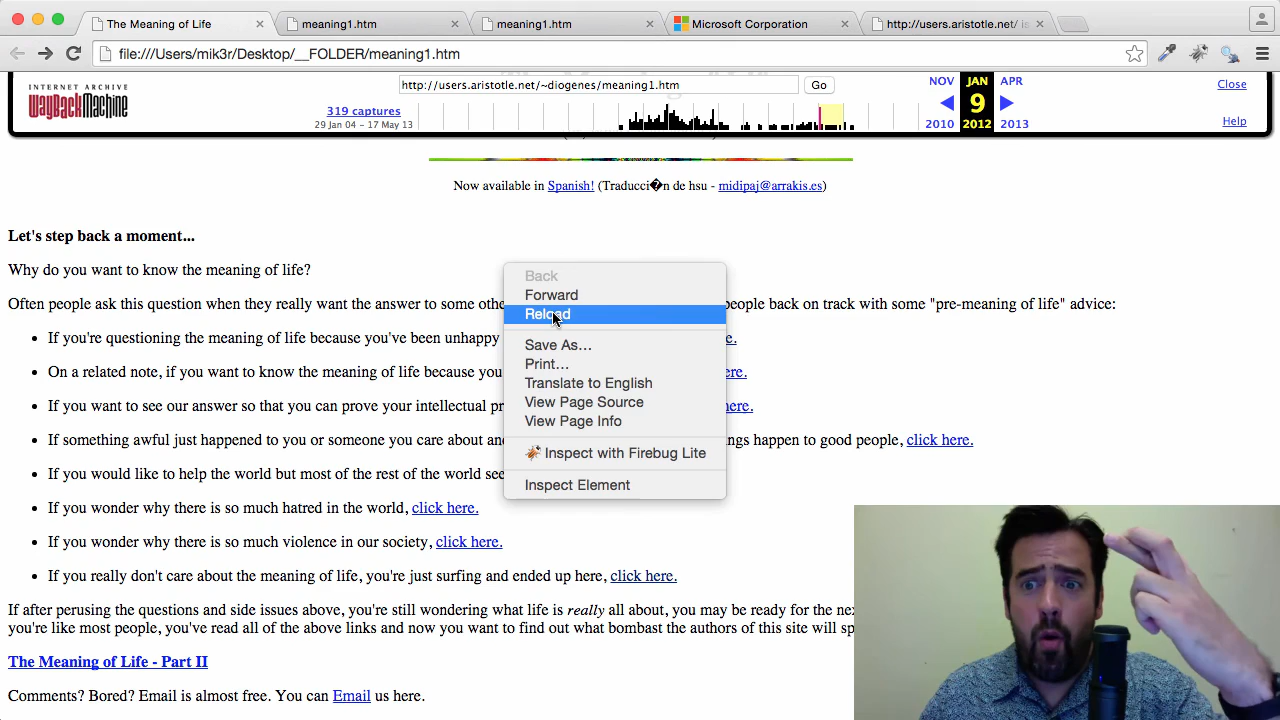 The Meaning of Life
meaning1.htm
meaning1.htm
Microsoft Corporation
http://users.aristotle.net/ is
file:///Users/mik3r/Desktop/__FOLDER/meaning1.htm
INTERNET ARCHIVE
WayBackMachine
http://users.aristotle.net/~diogenes/meaning1.htm
Go
319 captures
29 Jan 04 - 17 May 13
NOV JAN APR
9
2010 2012 2013
Close
Help
Now available in Spanish! (Traducci�n de hsu - midipaj@arrakis.es)
Let's step back a moment...
Why do you want to know the meaning of life?
Often people ask this question when they really want the answer to some othe people back on track with some "pre-meaning of life" advice:
If you're questioning the meaning of life because you've been unhappy e.
On a related note, if you want to know the meaning of life because you ere.
If you want to see our answer so that you can prove your intellectual pr here.
If something awful just happened to you or someone you care about and ngs happen to good people, click here.
If you would like to help the world but most of the rest of the world see
If you wonder why there is so much hatred in the world, click here.
If you wonder why there is so much violence in our society, click here.
If you really don't care about the meaning of life, you're just surfing and ended up here, click here.
If after perusing the questions and side issues above, you're still wondering what life is really all about, you may be ready for the nex
you're like most people, you've read all of the above links and now you want to find out what bombast the authors of this site will sp
The Meaning of Life - Part II
Comments? Bored? Email is almost free. You can Email us here.
Back
Forward
Reload
Save As...
Print...
Translate to English
View Page Source
View Page Info
Inspect with Firebug Lite
Inspect Element